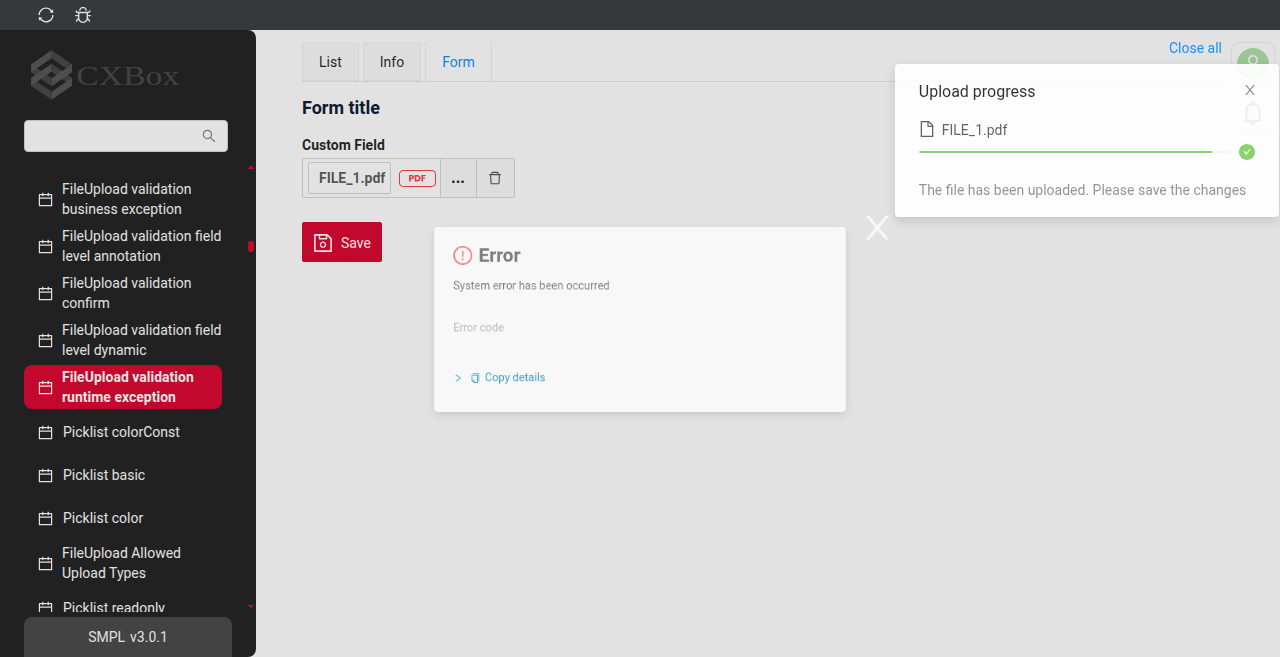 CXBox
FileUpload validation
business exception
FileUpload validation field
level annotation
FileUpload validation
confirm
FileUpload validation field
level dynamic
FileUpload validation
runtime exception
Picklist colorConst
Picklist basic
Picklist color
FileUpload Allowed
Upload Types
Picklist readonly
SMPL v3.0.1
List Info Form
Form title
Custom Field
FILE_1.pdf PDF ...
Save
Error
System error has been occurred
Error code
Copy details
Close all
Upload progress
FILE_1.pdf
The file has been uploaded. Please save the changes